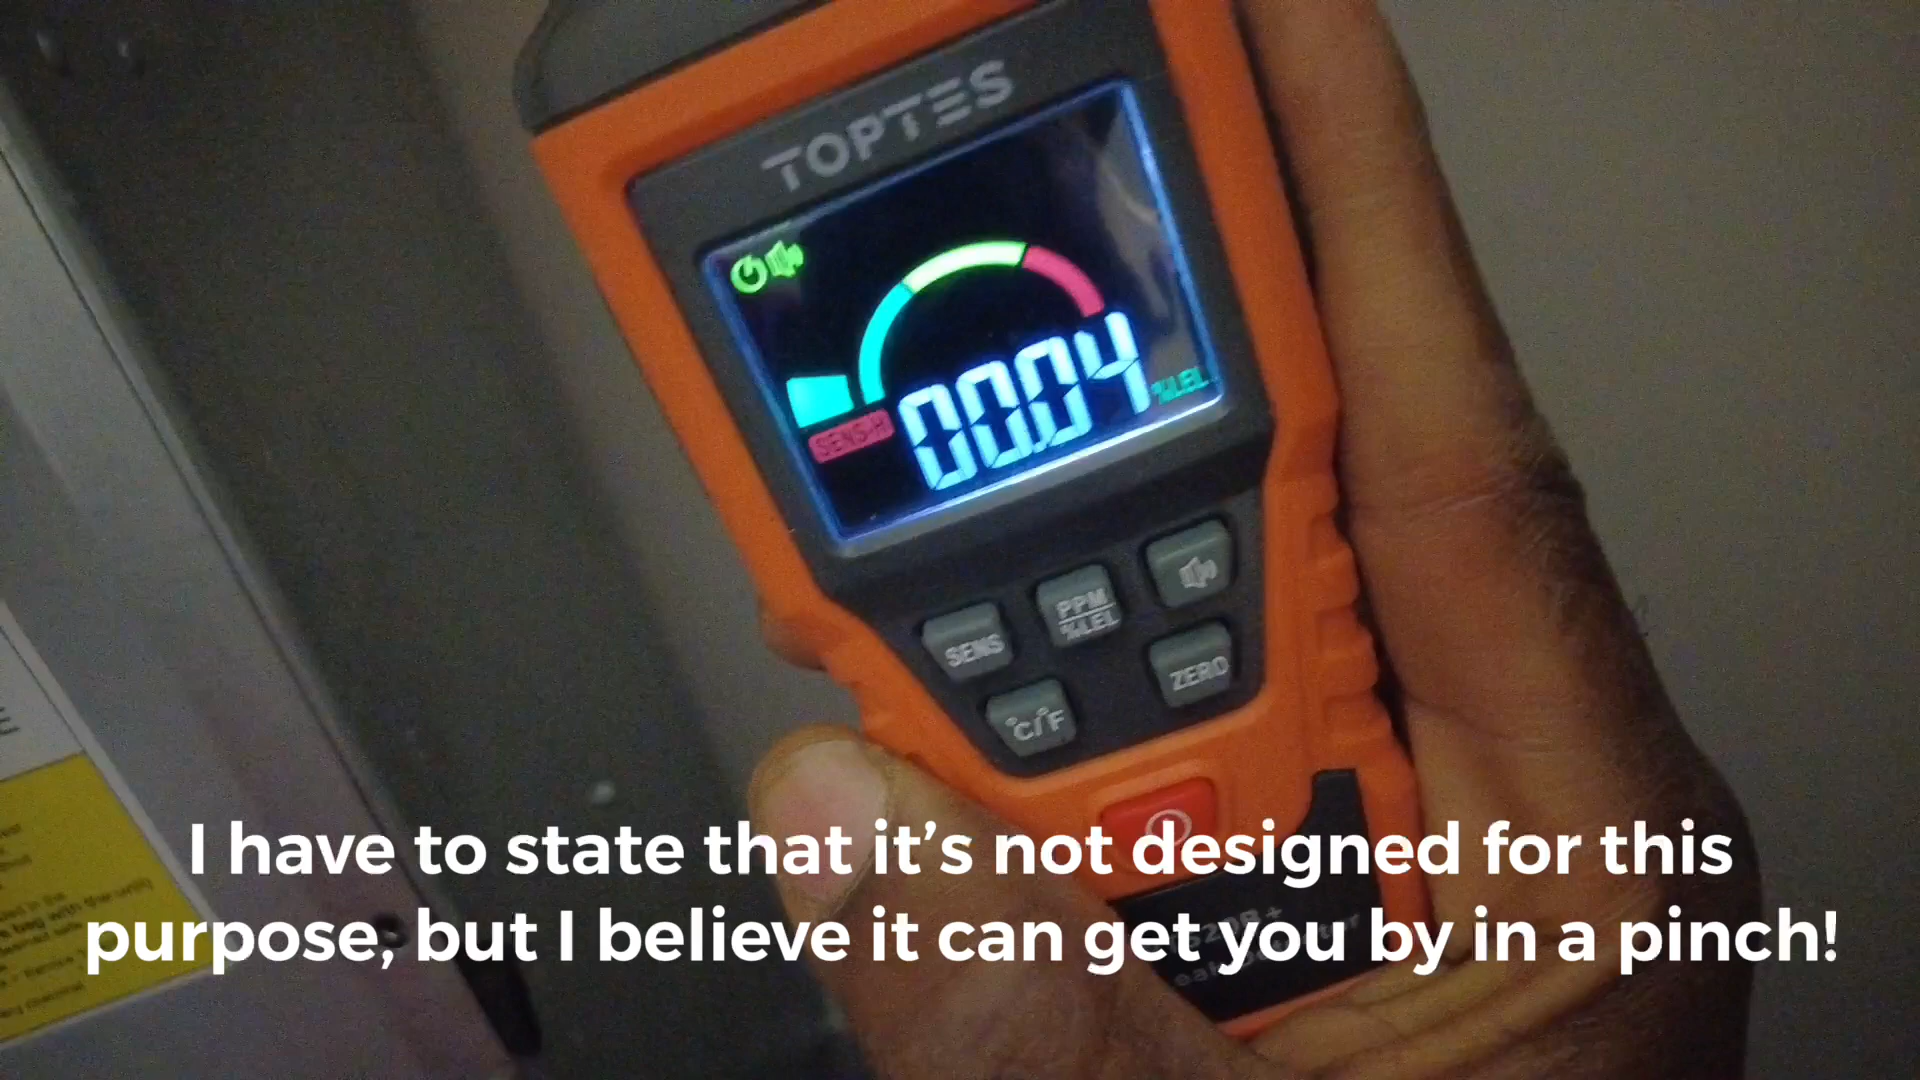 TOPTES
SENS-H
00.04
%LEL
SENS
PPM
%LEL
ZERO
°C/°F
I have to state that it’s not designed for this
purpose, but I believe it can get you by in a pinch!